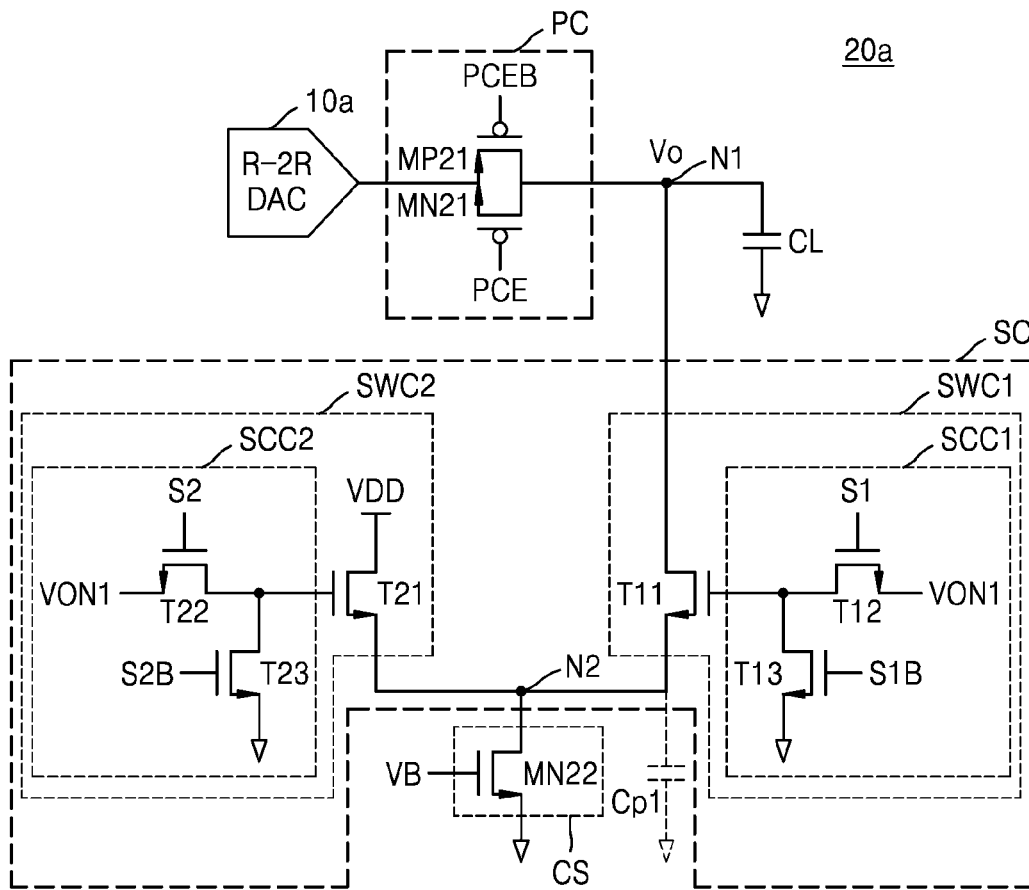 PC
20a
PCEB
10a
R-2R
DAC
MP21
MN21
Vo
N1
CL
PCE
SC
SWC2
SWC1
SCC2
SCC1
S2
VDD
S1
VON1
T22
T21
T11
T12
VON1
S2B
T23
N2
T13
S1B
VB
MN22
Cp1
CS